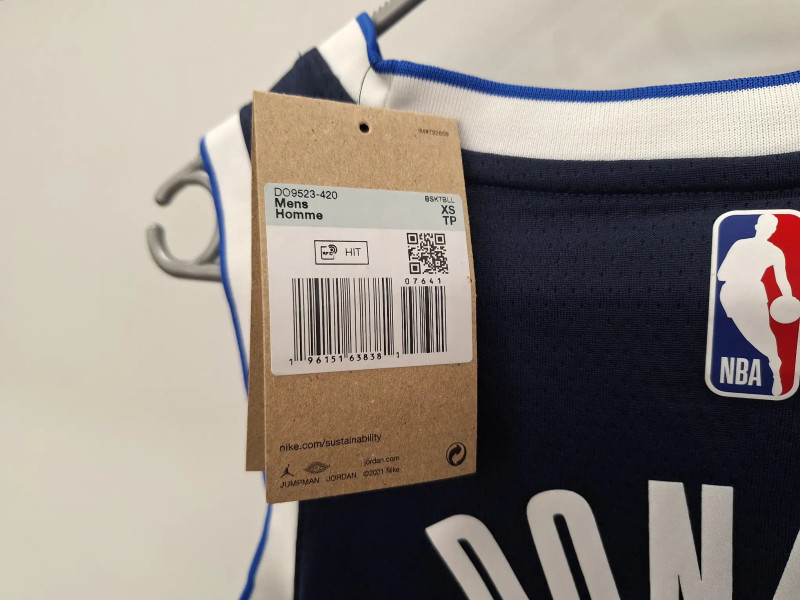 DO9523-420
Mens
Homme
BSKTBLL
XS
TP
HIT
07641
1 96151 63838 1
nike.com/sustainability
jordan.com
JUMPMAN JORDAN ©2021 Nike
NBA
DONA